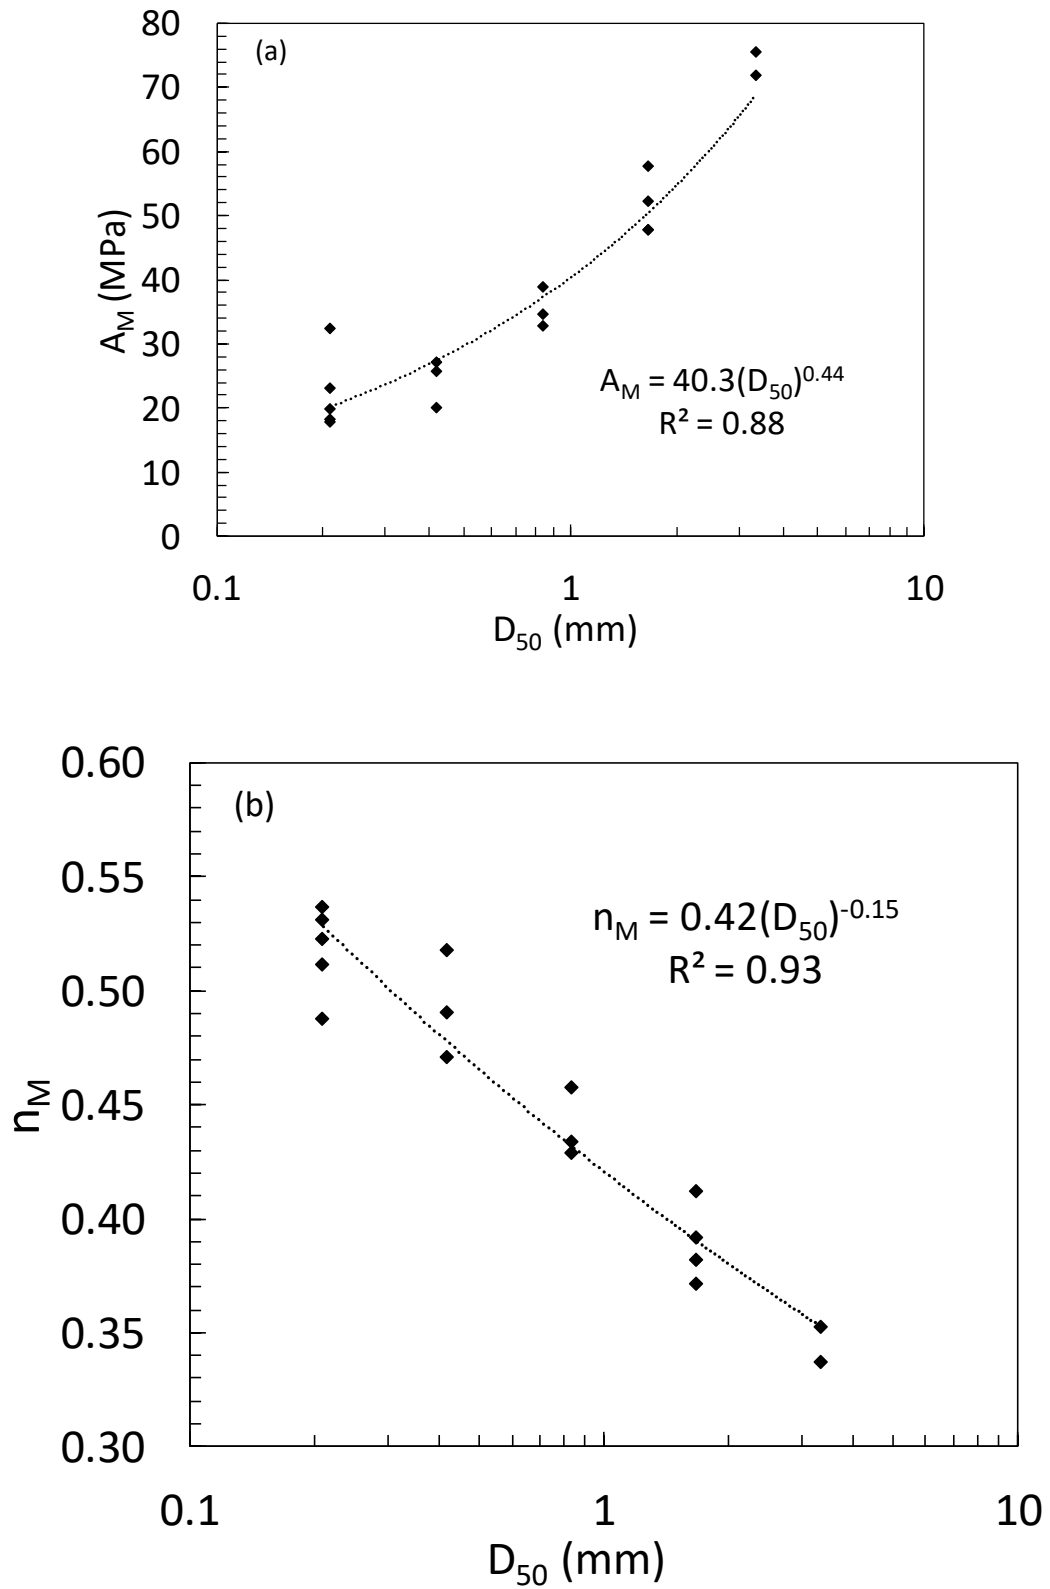 80
(a)
70
60
50
40
30
20
10
0
A_M (MPa)
A_M = 40.3(D_50)^0.44
R² = 0.88
0.1 1 10
D_50 (mm)
0.60
(b)
0.55
0.50
0.45
0.40
0.35
0.30
n_M
n_M = 0.42(D_50)^-0.15
R² = 0.93
0.1 1 10
D_50 (mm)